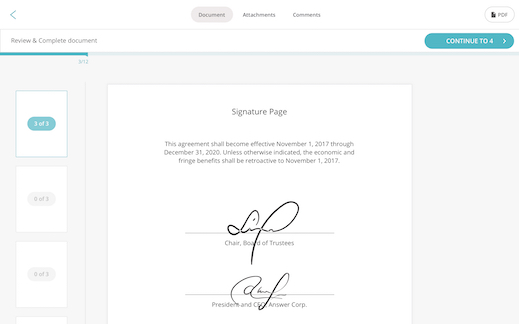 Document Attachments Comments PDF
Review & Complete document CONTINUE TO 4
3/12
3 of 3
0 of 3
0 of 3
Signature Page
This agreement shall become effective November 1, 2017 through
December 31, 2020. Unless otherwise indicated, the economic and
fringe benefits shall be retroactive to November 1, 2017.
Chair, Board of Trustees
President and CEO, Answer Corp.